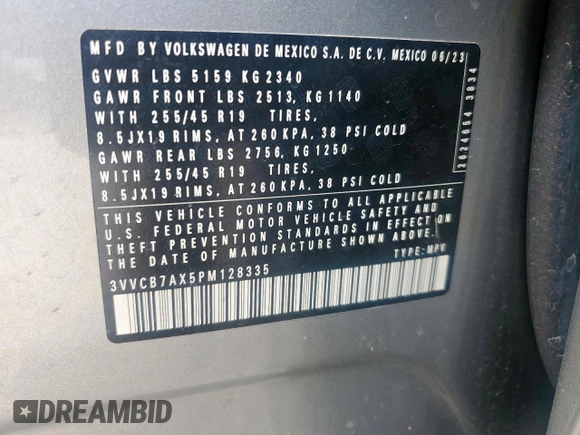 MFD BY VOLKSWAGEN DE MEXICO S.A. DE C.V. MEXICO 06/23
GVWR LBS 5159 KG 2340
GAWR FRONT LBS 2513, KG 1140
WITH 255/45 R19 TIRES,
8.5JX19 RIMS, AT 260 KPA, 38 PSI COLD
GAWR REAR LBS 2756, KG 1250
WITH 255/45 R19 TIRES,
8.5JX19 RIMS, AT 260 KPA, 38 PSI COLD
THIS VEHICLE CONFORMS TO ALL APPLICABLE
U.S. FEDERAL MOTOR VEHICLE SAFETY AND
THEFT PREVENTION STANDARDS IN EFFECT ON
THE DATE OF MANUFACTURE SHOWN ABOVE.
TYPE: MPV
3VVCB7AX5PM128335
3834
DREAMBID